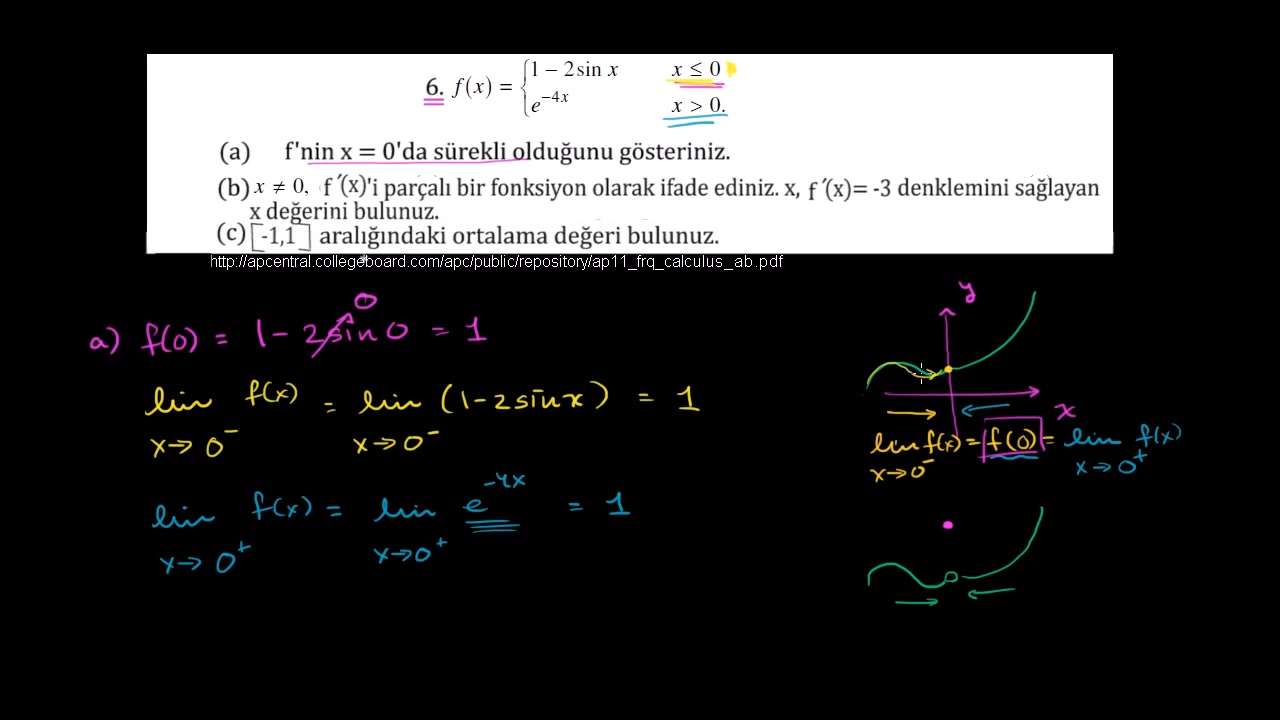 6. f(x) = { 1 − 2 sin x x ≤ 0
e^{−4x} x > 0.
(a) f'nin x = 0'da sürekli olduğunu gösteriniz.
(b) x ≠ 0, f´(x)'i parçalı bir fonksiyon olarak ifade ediniz. x, f´(x)= -3 denklemini sağlayan
x değerini bulunuz.
(c) [-1,1] aralığındaki ortalama değeri bulunuz.
http://apcentral.collegeboard.com/apc/public/repository/ap11_frq_calculus_ab.pdf
0
a) f(0) = 1 - 2 sin 0 = 1
lim f(x) = lim (1-2sinx) = 1
x→0⁻ x→0⁻
lim f(x) = lim e^{-4x} = 1
x→0⁺ x→0⁺
y
x
lim f(x) = f(0) = lim f(x)
x→0⁻ x→0⁺